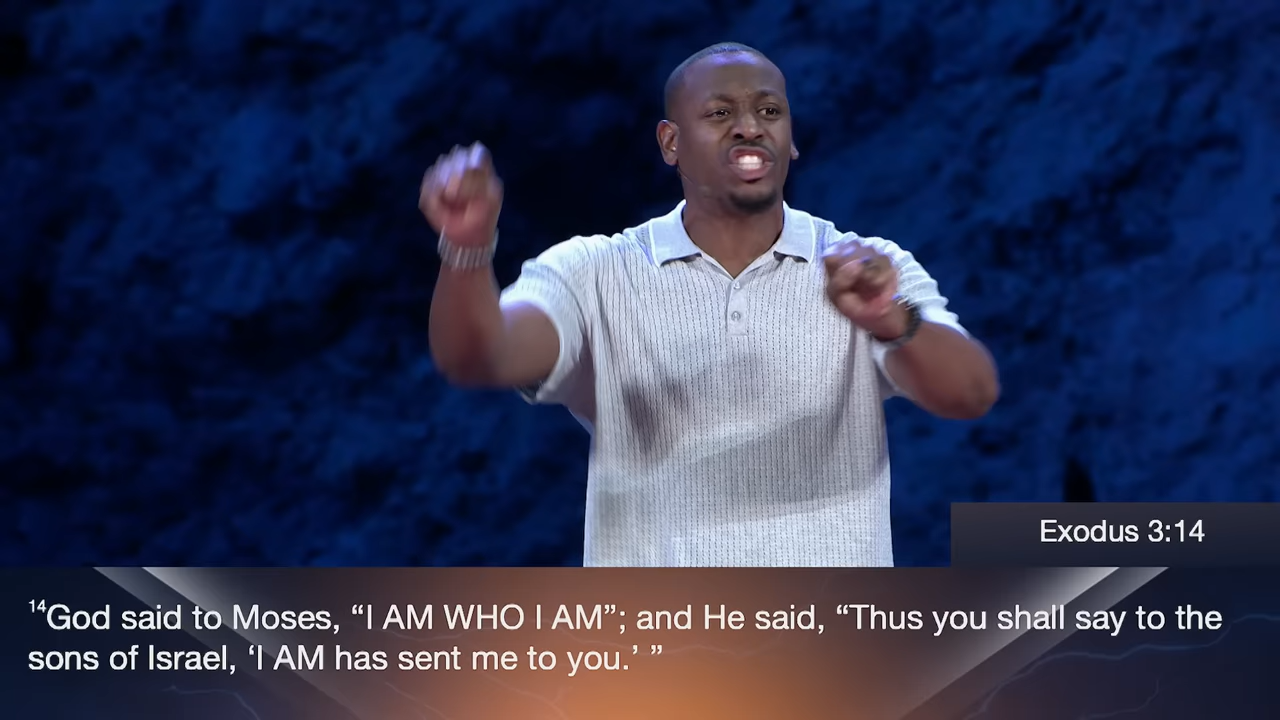 Exodus 3:14
14God said to Moses, “I AM WHO I AM”; and He said, “Thus you shall say to the
sons of Israel, ‘I AM has sent me to you.’ ”